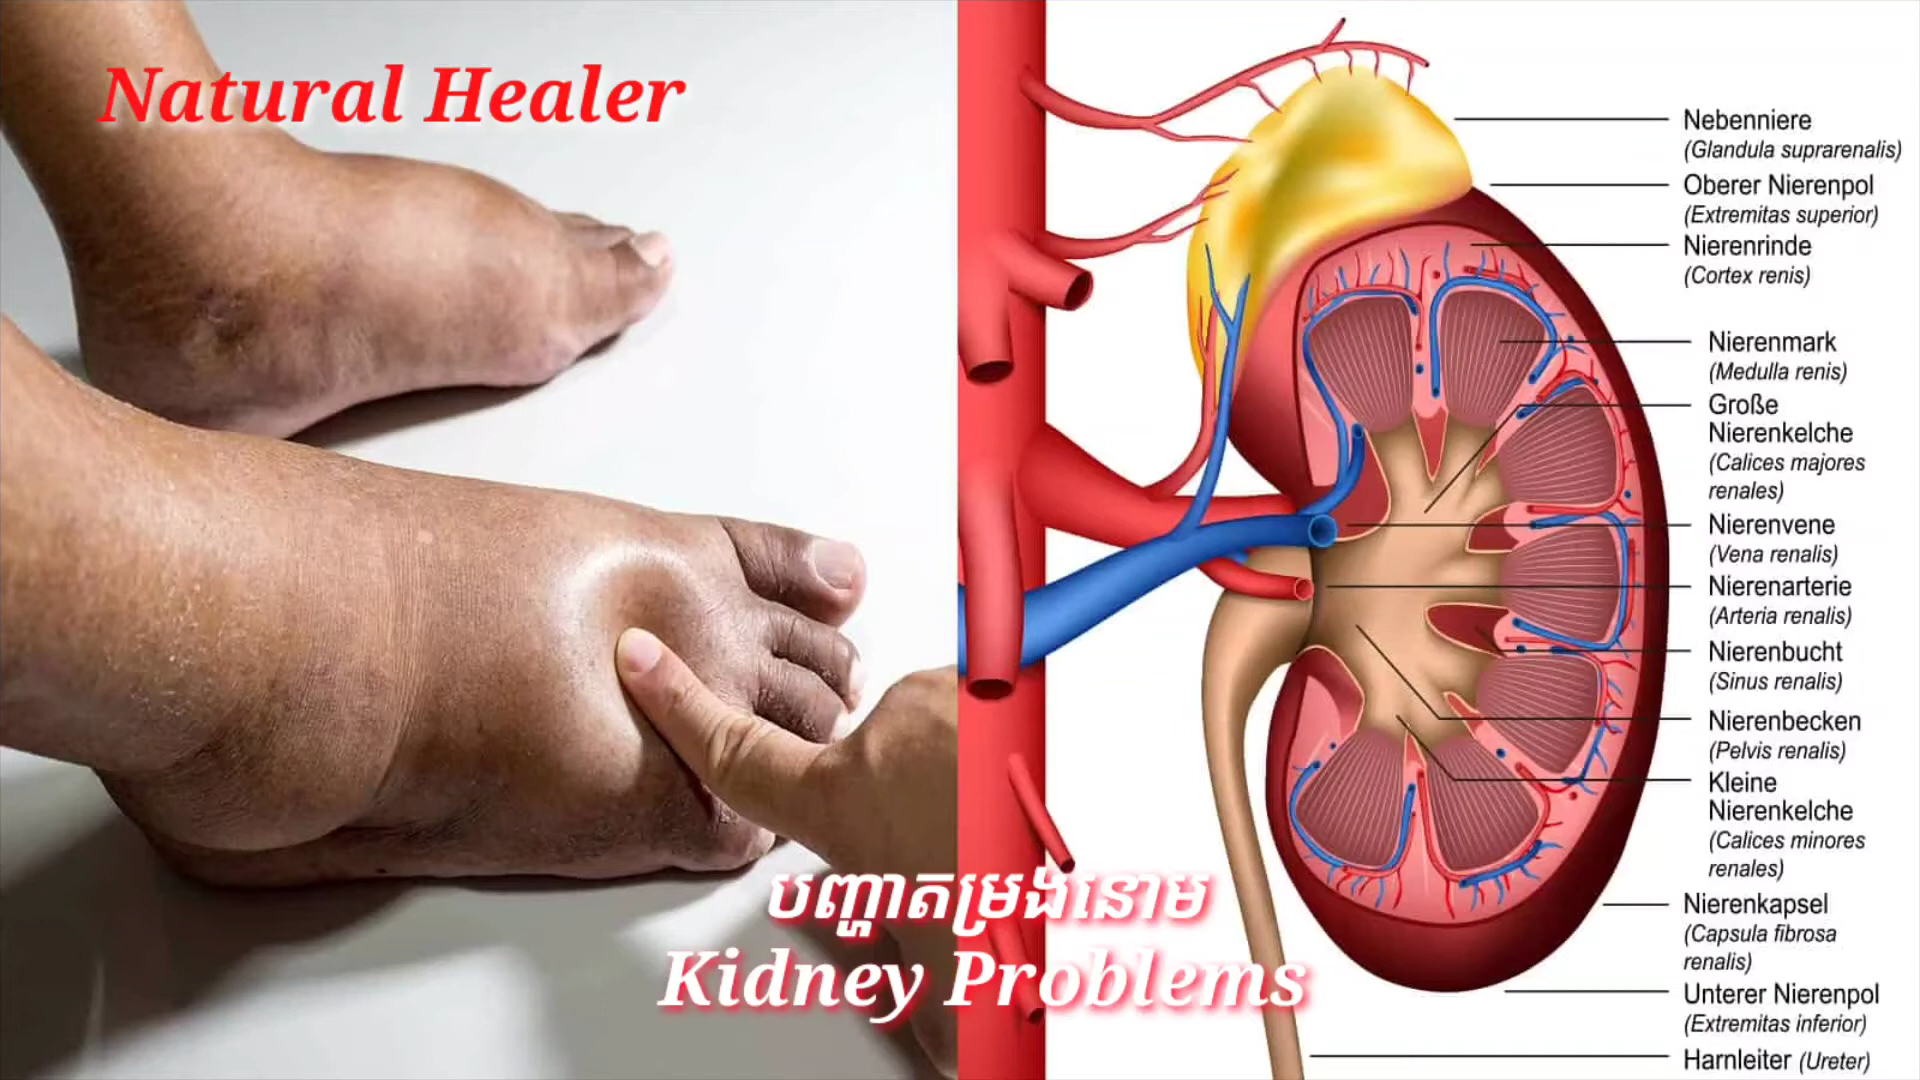 Natural Healer
Nebenniere
(Glandula suprarenalis)
Oberer Nierenpol
(Extremitas superior)
Nierenrinde
(Cortex renis)
Nierenmark
(Medulla renis)
Große
Nierenkelche
(Calices majores
renales)
Nierenvene
(Vena renalis)
Nierenarterie
(Arteria renalis)
Nierenbucht
(Sinus renalis)
Nierenbecken
(Pelvis renalis)
Kleine
Nierenkelche
(Calices minores
renales)
Nierenkapsel
(Capsula fibrosa
renalis)
Unterer Nierenpol
(Extremitas inferior)
Harnleiter (Ureter)
បញ្ហាតម្រងនោម
Kidney Problems